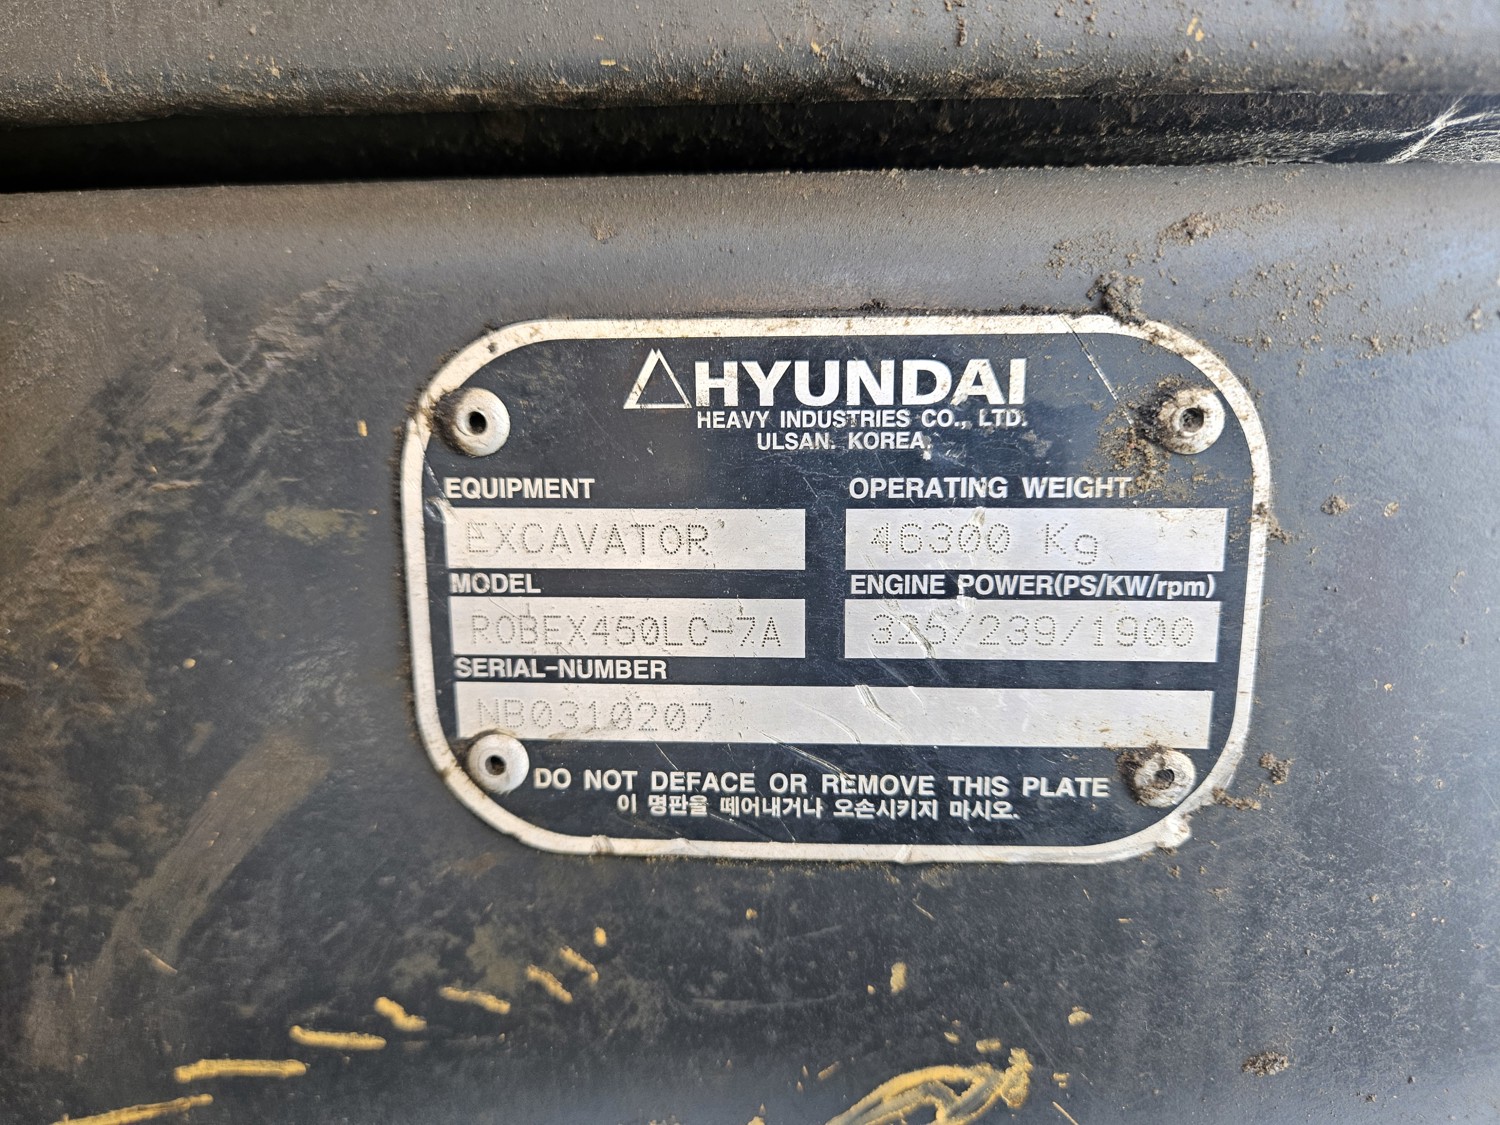 HYUNDAI
HEAVY INDUSTRIES CO., LTD.
ULSAN. KOREA.
EQUIPMENT
EXCAVATOR
OPERATING WEIGHT
46300 Kg
MODEL
ROBEX450LC-7A
ENGINE POWER(PS/KW/rpm)
325/239/1900
SERIAL-NUMBER
NB0310207
DO NOT DEFACE OR REMOVE THIS PLATE
이 명판을 떼어내거나 오손시키지 마시오.